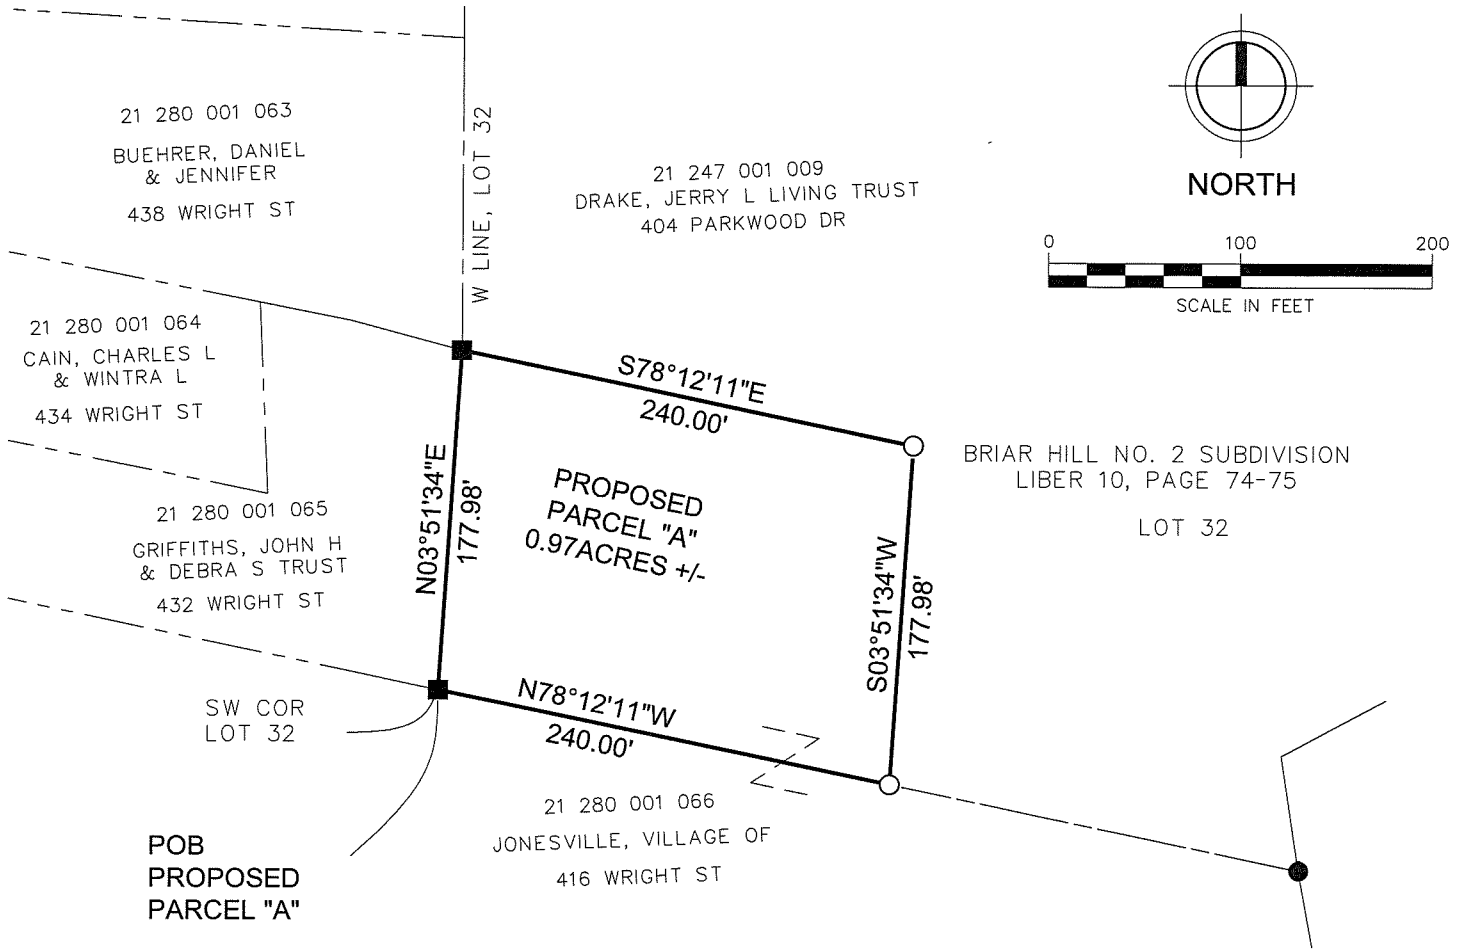 21 280 001 063
BUEHRER, DANIEL
& JENNIFER
438 WRIGHT ST
W LINE, LOT 32
21 247 001 009
DRAKE, JERRY L LIVING TRUST
404 PARKWOOD DR
NORTH
0 100 200
SCALE IN FEET
21 280 001 064
CAIN, CHARLES L
& WINTRA L
434 WRIGHT ST
S78°12'11"E
240.00'
N03°51'34"E
177.98'
PROPOSED
PARCEL "A"
0.97ACRES +/-
S03°51'34"W
177.98'
BRIAR HILL NO. 2 SUBDIVISION
LIBER 10, PAGE 74-75
LOT 32
21 280 001 065
GRIFFITHS, JOHN H
& DEBRA S TRUST
432 WRIGHT ST
N78°12'11"W
240.00'
SW COR
LOT 32
21 280 001 066
JONESVILLE, VILLAGE OF
416 WRIGHT ST
POB
PROPOSED
PARCEL "A"